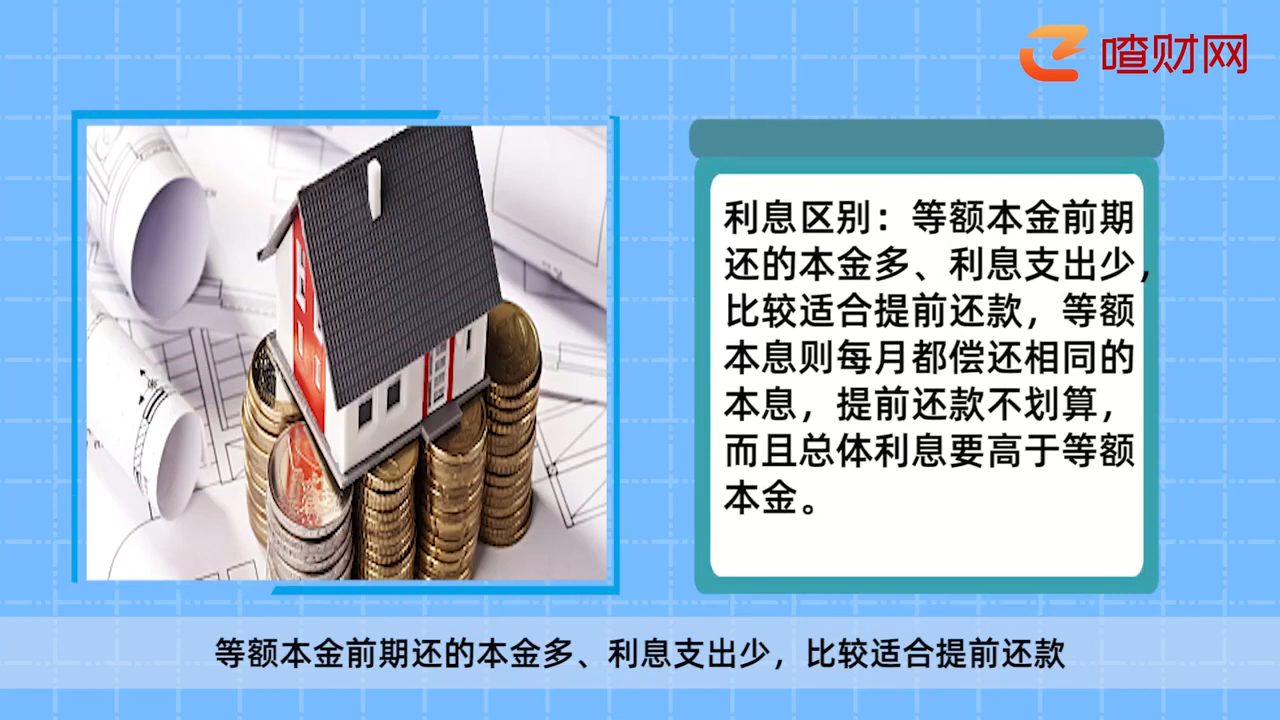 喳财网
利息区别：等额本金前期
还的本金多、利息支出少，
比较适合提前还款，等额
本息则每月都偿还相同的
本息，提前还款不划算，
而且总体利息要高于等额
本金。
等额本金前期还的本金多、利息支出少，比较适合提前还款